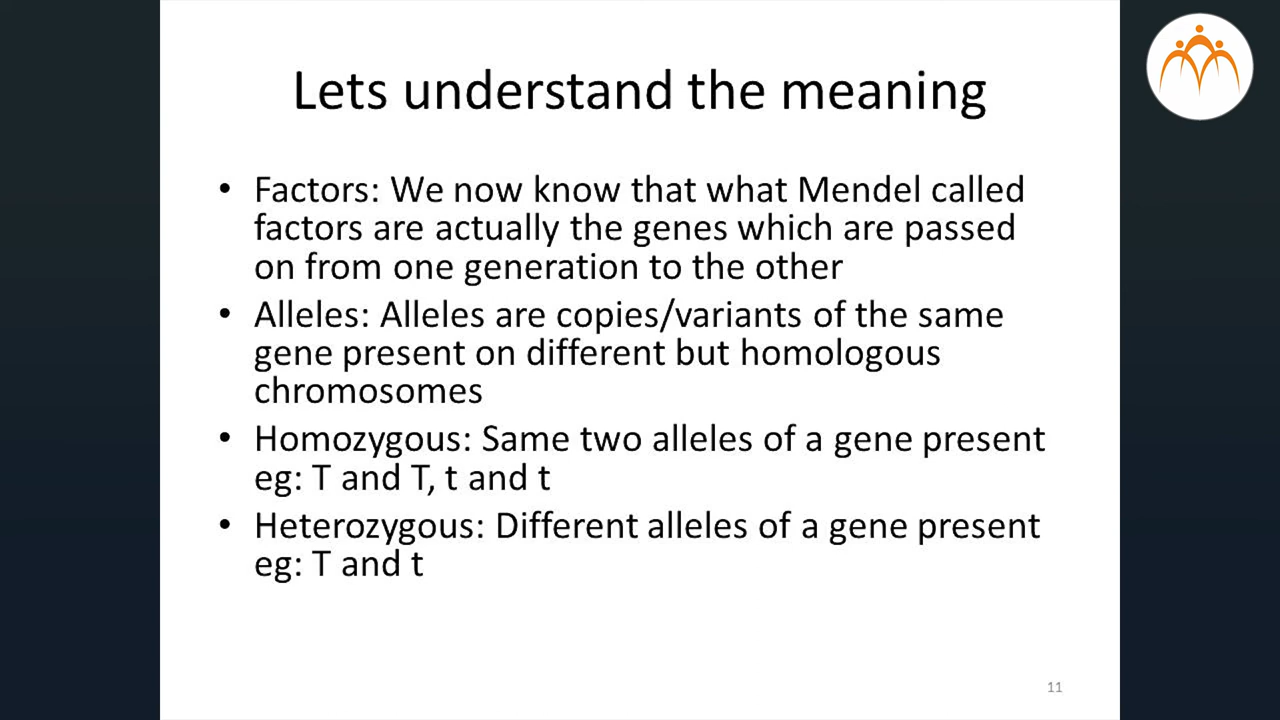 Lets understand the meaning
• Factors: We now know that what Mendel called
factors are actually the genes which are passed
on from one generation to the other
• Alleles: Alleles are copies/variants of the same
gene present on different but homologous
chromosomes
• Homozygous: Same two alleles of a gene present
eg: T and T, t and t
• Heterozygous: Different alleles of a gene present
eg: T and t
11